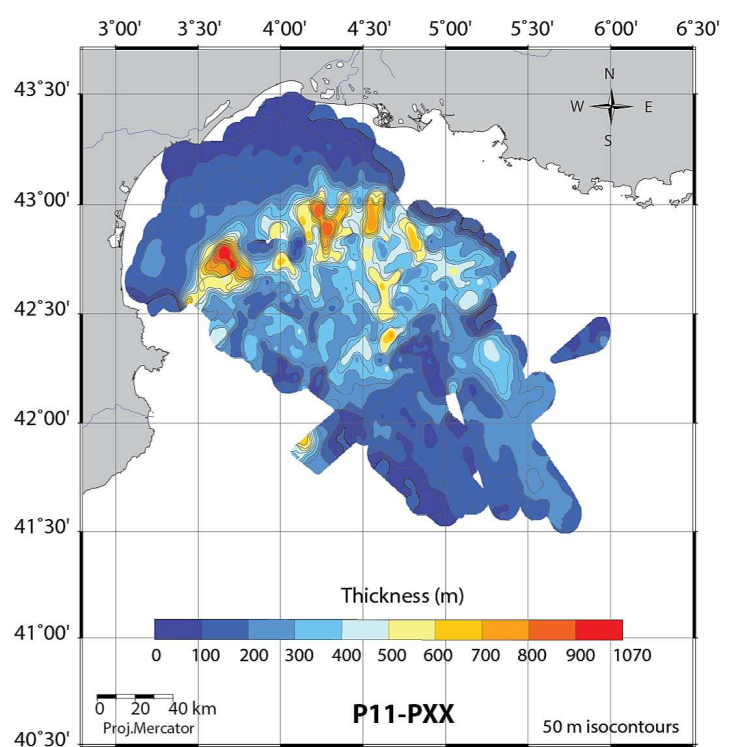 3˚00' 3˚30' 4˚00' 4˚30' 5˚00' 5˚30' 6˚00' 6˚30'
43˚30'
N
W E
S
43˚00'
42˚30'
42˚00'
41˚30'
Thickness (m)
41˚00'
0 100 200 300 400 500 600 700 800 900 1070
0 20 40 km
Proj.Mercator
P11-PXX
50 m isocontours
40˚30'